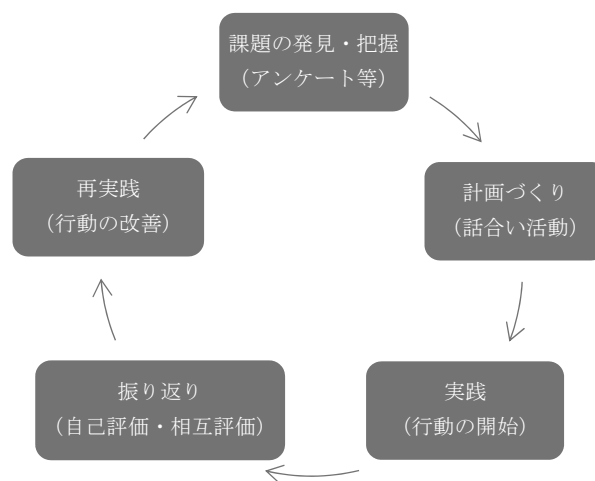 課題の発見・把握
（アンケート等）
計画づくり
（話合い活動）
実践
（行動の開始）
振り返り
（自己評価・相互評価）
再実践
（行動の改善）